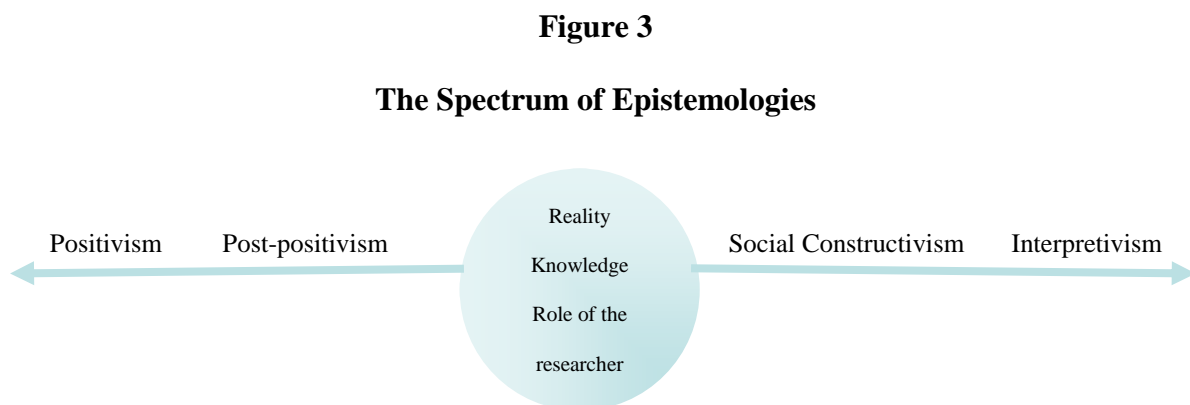 Figure 3
The Spectrum of Epistemologies
Positivism Post-positivism
Reality
Knowledge
Role of the
researcher
Social Constructivism Interpretivism